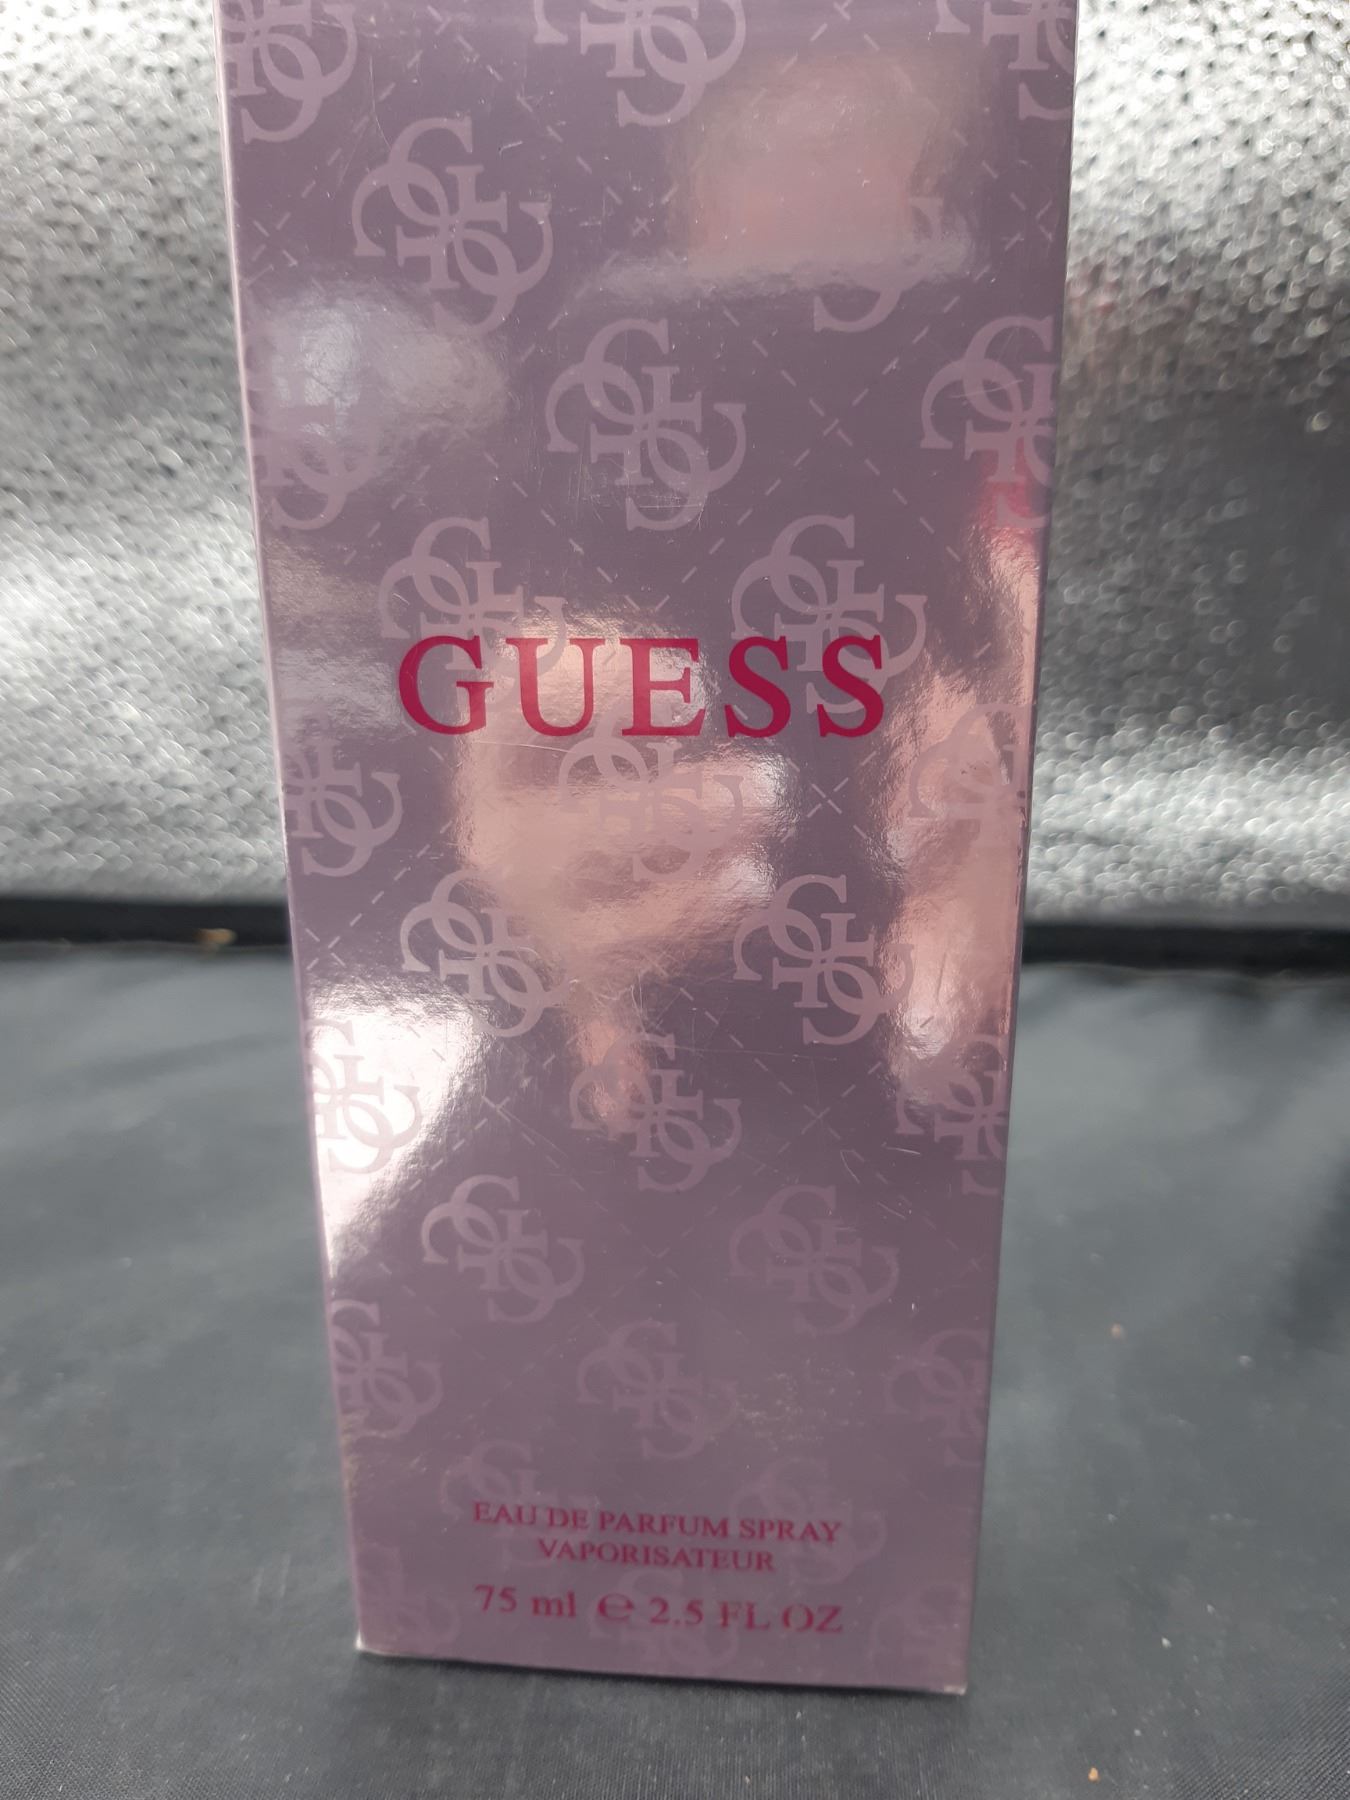 GUESS
EAU DE PARFUM SPRAY
VAPORISATEUR
75 ml ℮ 2.5 FL OZ